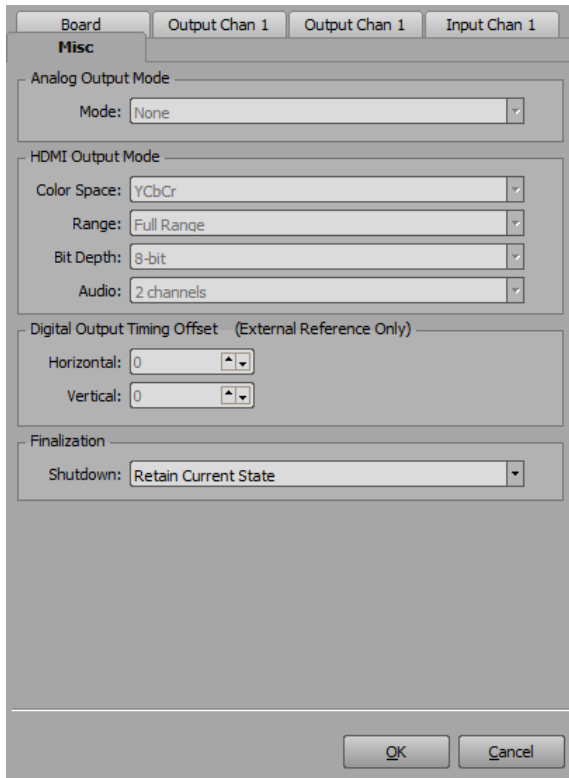 Board Output Chan 1 Output Chan 1 Input Chan 1
Misc
Analog Output Mode
Mode: None
HDMI Output Mode
Color Space: YCbCr
Range: Full Range
Bit Depth: 8-bit
Audio: 2 channels
Digital Output Timing Offset (External Reference Only)
Horizontal: 0
Vertical: 0
Finalization
Shutdown: Retain Current State
OK Cancel